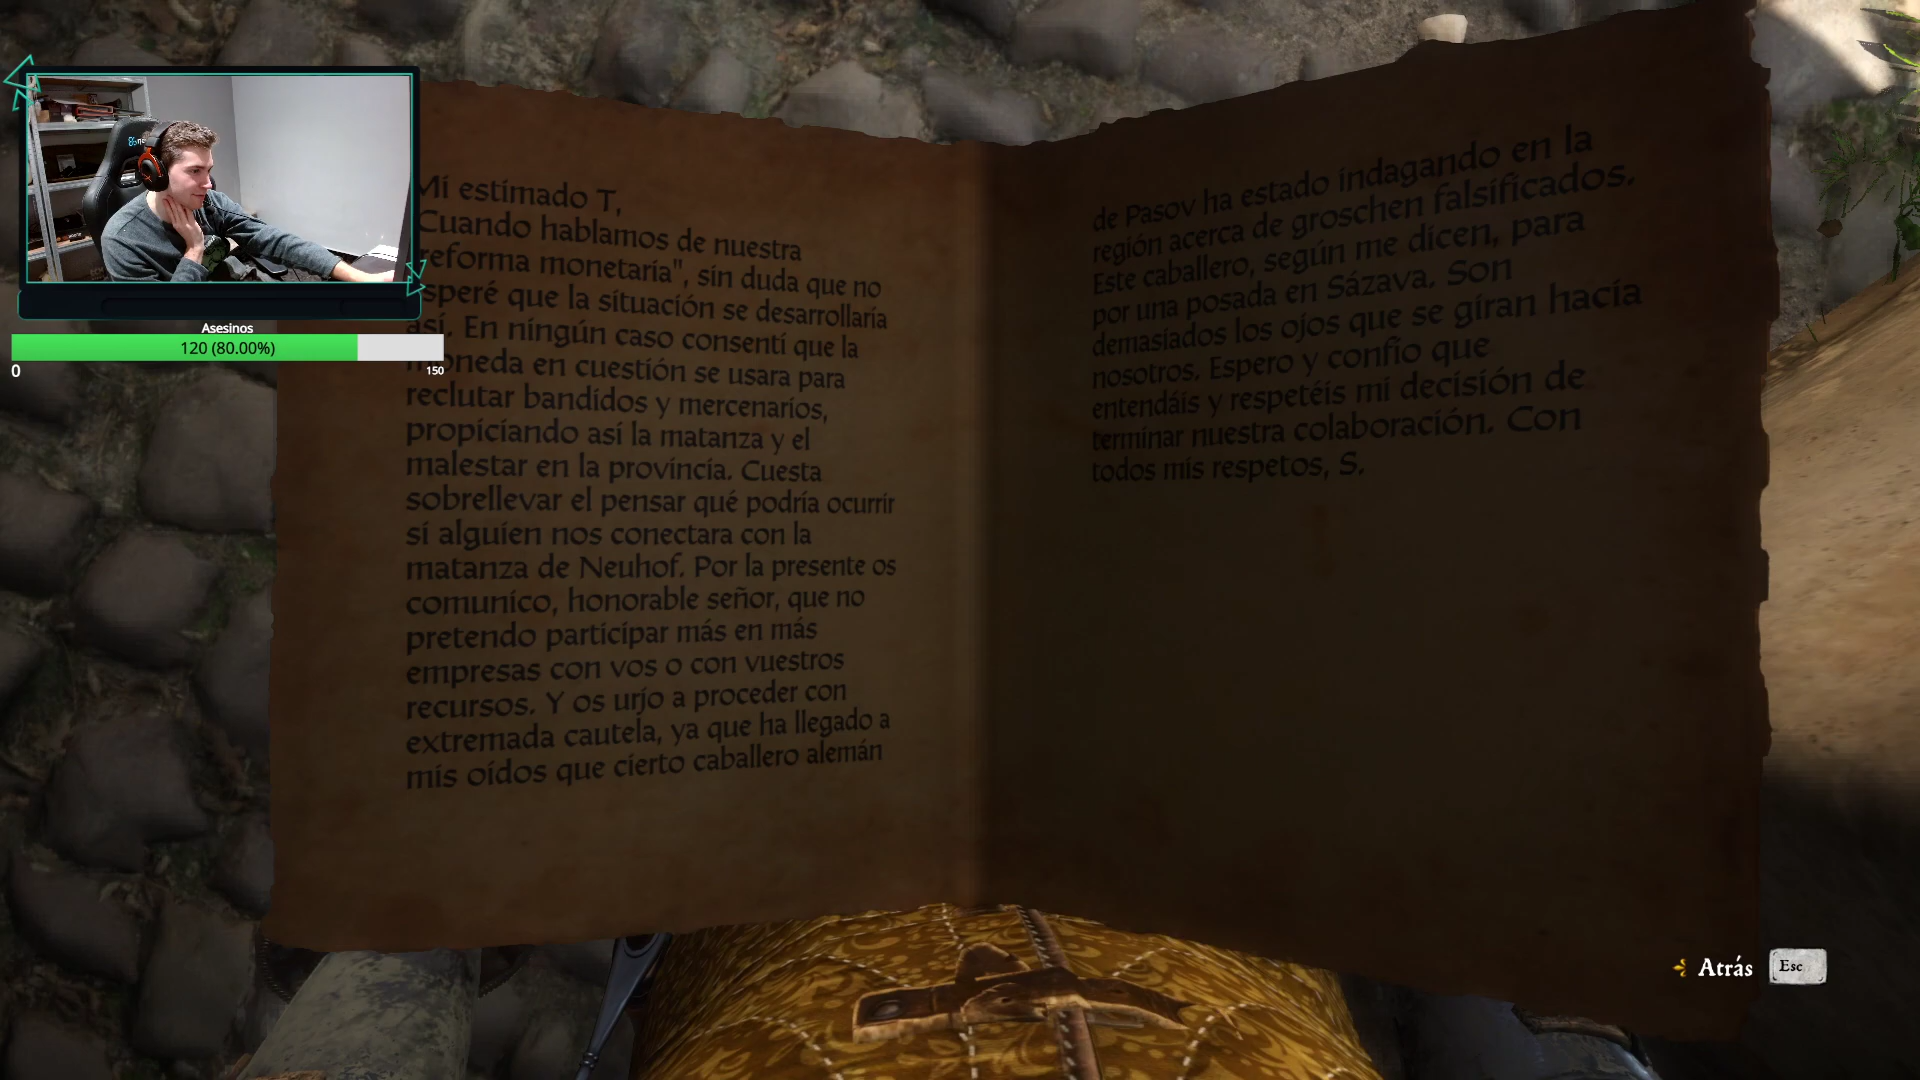 Mi estimado T,
Cuando hablamos de nuestra
reforma monetaria", sin duda que no
speré que la situación se desarrollaría
así. En ningún caso consentí que la
moneda en cuestión se usara para
reclutar bandidos y mercenarios,
propiciando así la matanza y el
malestar en la provincia. Cuesta
sobrellevar el pensar qué podría ocurrir
si alguien nos conectara con la
matanza de Neuhof. Por la presente os
comunico, honorable señor, que no
pretendo participar más en más
empresas con vos o con vuestros
recursos. Y os urjo a proceder con
extremada cautela, ya que ha llegado a
mis oídos que cierto caballero alemán
de Pasov ha estado indagando en la
región acerca de groschen falsificados.
Este caballero, según me dicen, para
por una posada en Sázava. Son
demasiados los ojos que se giran hacia
nosotros. Espero y confío que
entendáis y respetéis mi decisión de
terminar nuestra colaboración. Con
todos mis respetos, S.
Asesinos
120 (80.00%)
0
150
Atrás
Esc